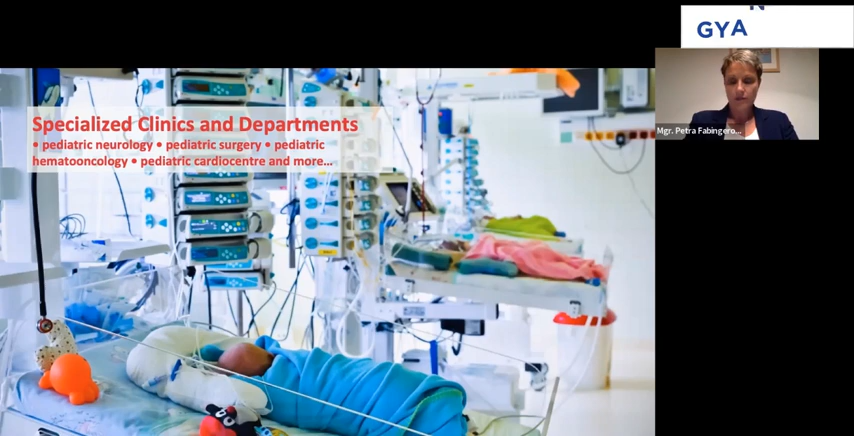 GYA
Specialized Clinics and Departments
• pediatric neurology • pediatric surgery • pediatric
hematooncology • pediatric cardiocentre and more...
Mgr. Petra Fabingero...